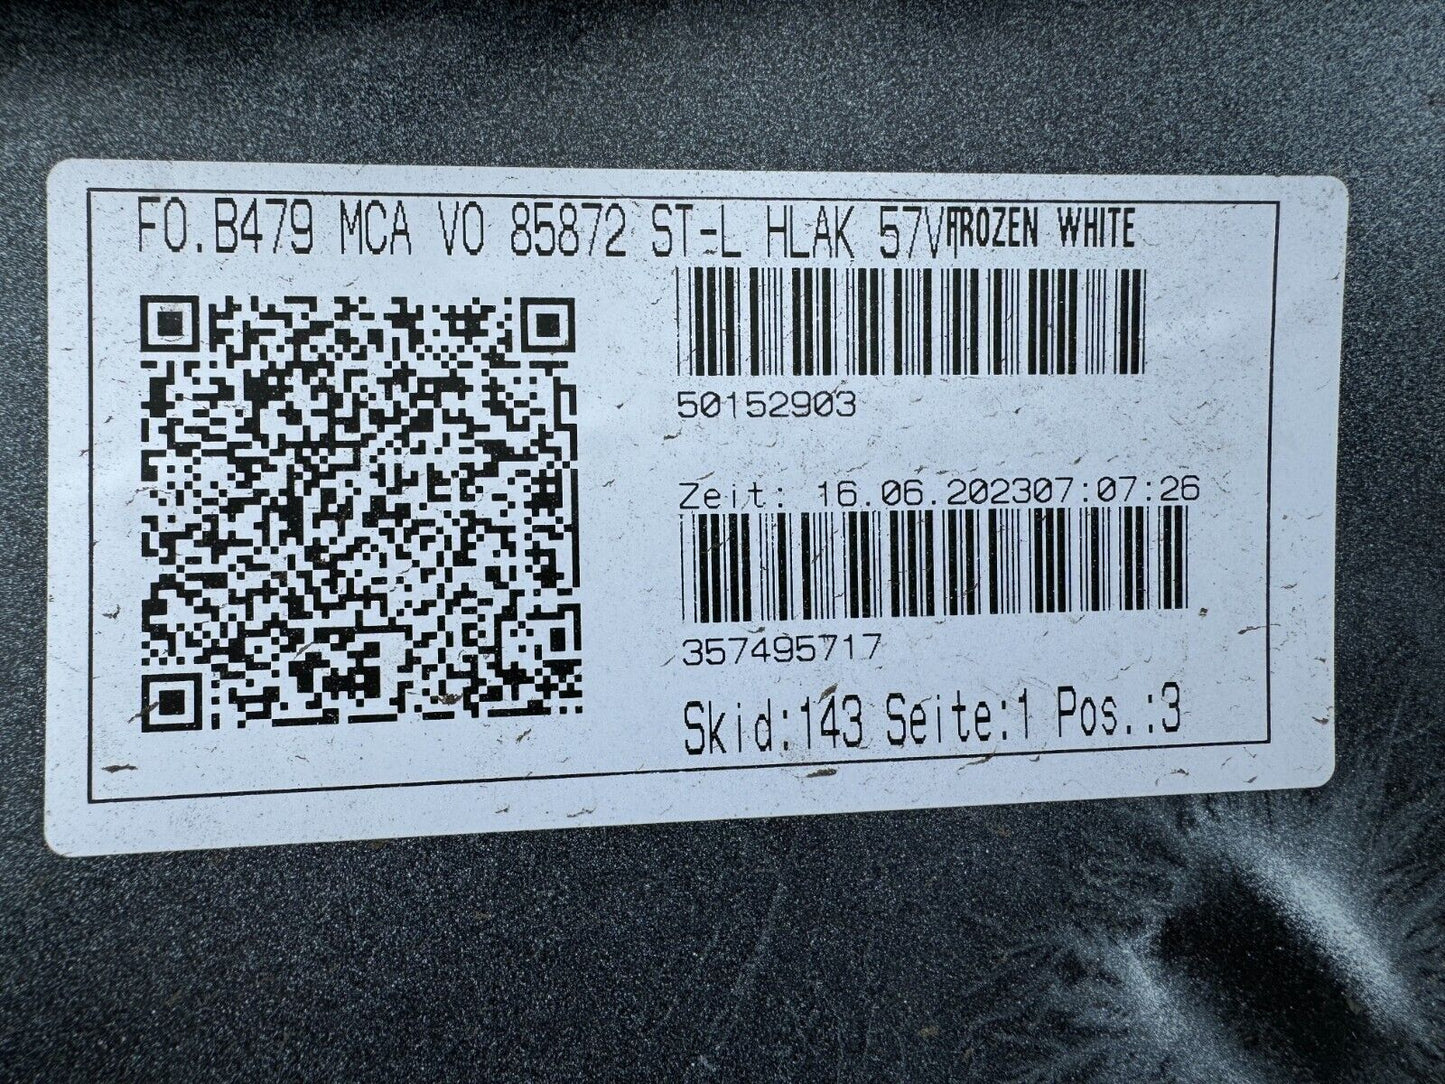 FO.B479 MCA VO 85872 ST-L HLAK 57V FROZEN WHITE
50152903
Zeit: 16.06.202307:07:26
357495717
Skid:143 Seite:1 Pos.:3